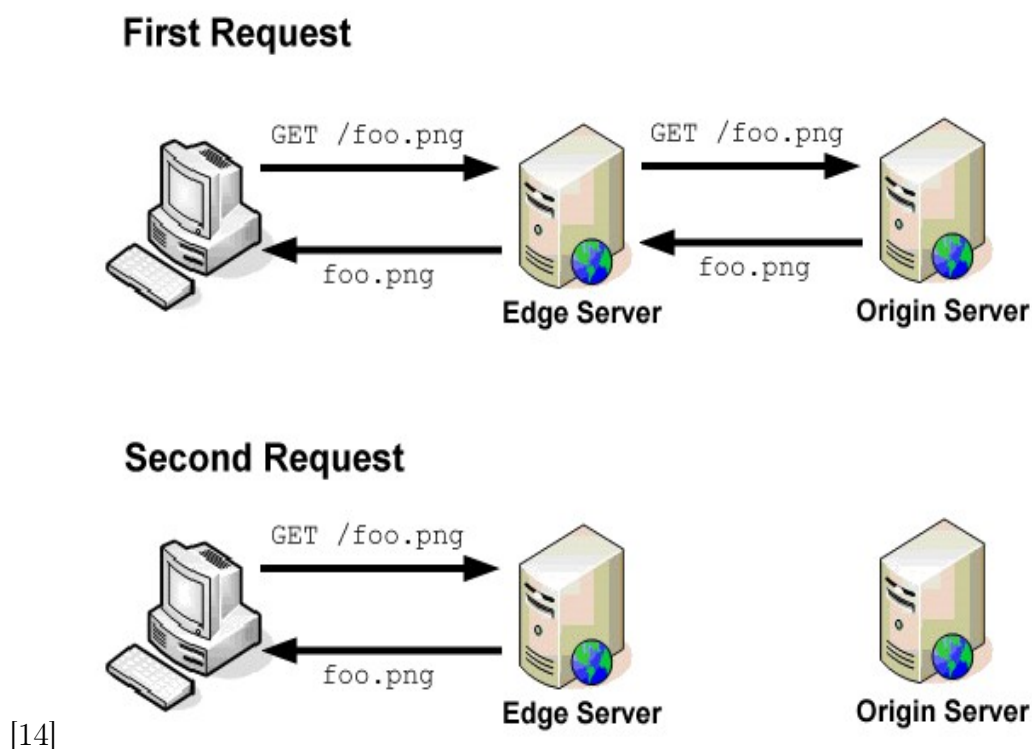 First Request
GET /foo.png
GET /foo.png
foo.png
foo.png
Edge Server
Origin Server
Second Request
GET /foo.png
foo.png
Edge Server
Origin Server
[14]